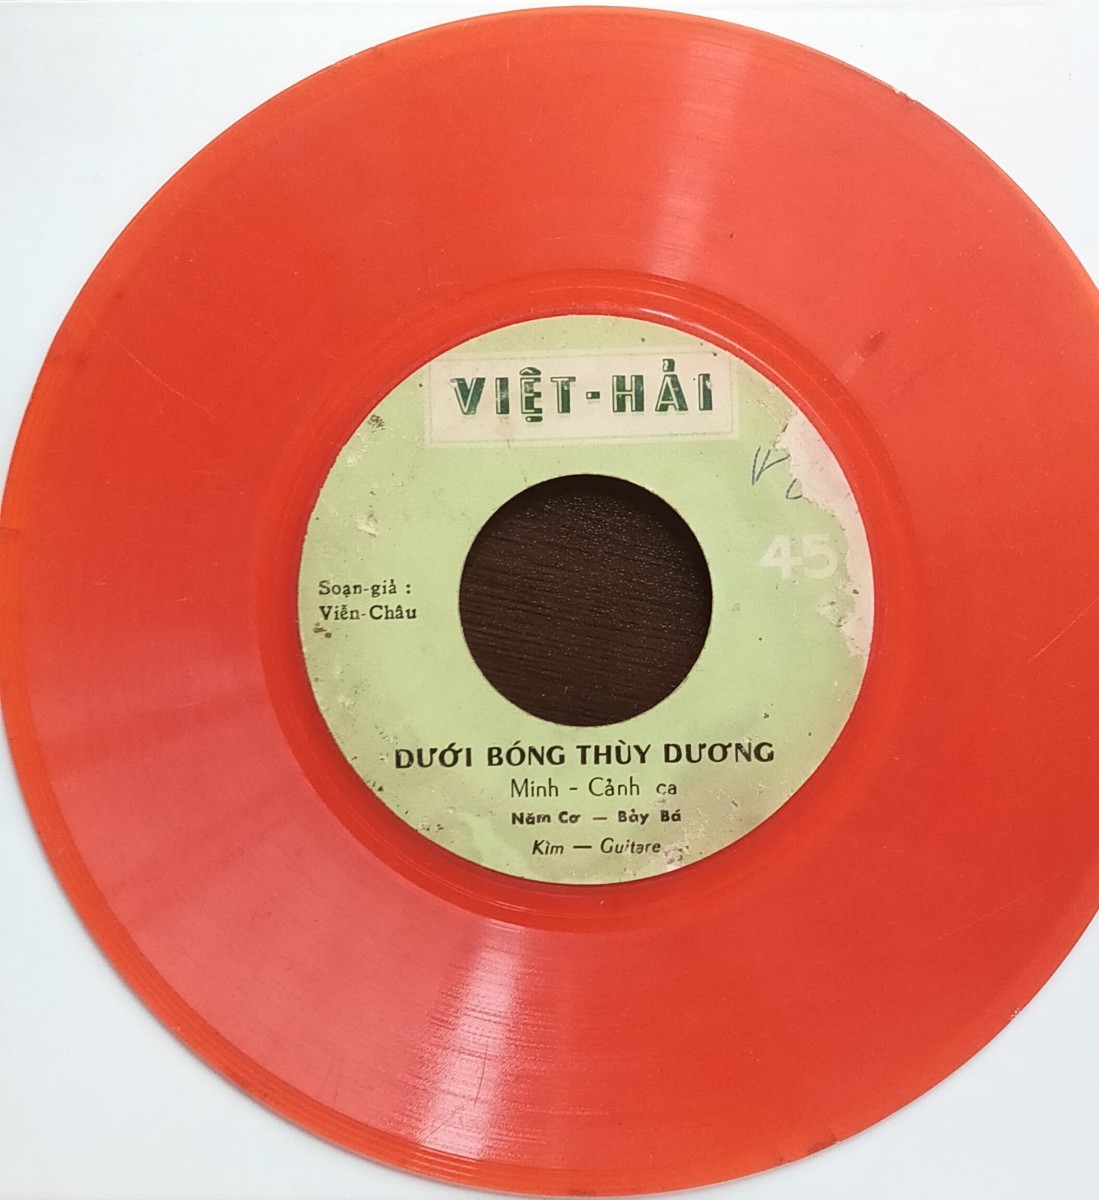 VIỆT-HẢI
45
Soạn-giả :
Viễn-Châu
DƯỚI BÓNG THÙY DƯƠNG
Minh - Cảnh ca
Năm Cơ — Bảy Bá
Kìm — Guitare